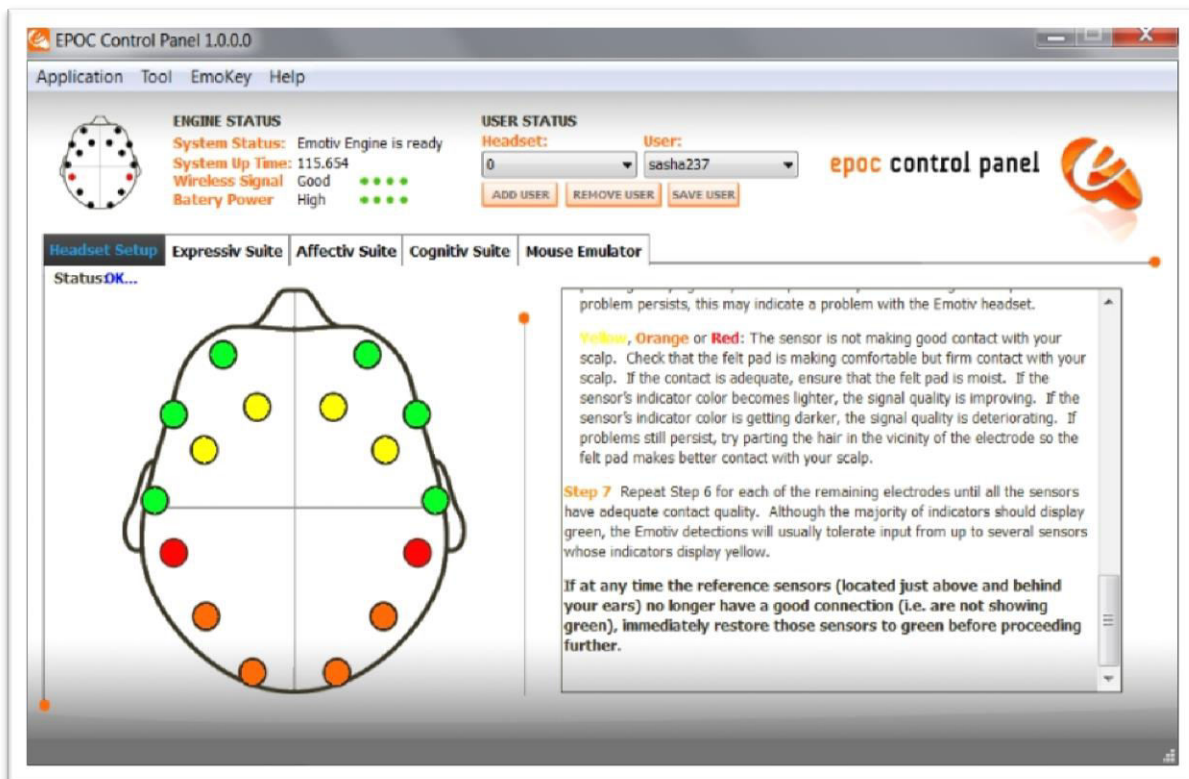 EPOC Control Panel 1.0.0.0
Application Tool EmoKey Help
ENGINE STATUS
System Status: Emotiv Engine is ready
System Up Time: 115.654
Wireless Signal Good
Batery Power High
USER STATUS
Headset: User:
0 sasha237
ADD USER REMOVE USER SAVE USER
epoc control panel
Headset Setup Expressiv Suite Affectiv Suite Cognitiv Suite Mouse Emulator
Status:OK...
problem persists, this may indicate a problem with the Emotiv headset.
Yellow, Orange or Red: The sensor is not making good contact with your
scalp. Check that the felt pad is making comfortable but firm contact with your
scalp. If the contact is adequate, ensure that the felt pad is moist. If the
sensor's indicator color becomes lighter, the signal quality is improving. If the
sensor's indicator color is getting darker, the signal quality is deteriorating. If
problems still persist, try parting the hair in the vicinity of the electrode so the
felt pad makes better contact with your scalp.
Step 7 Repeat Step 6 for each of the remaining electrodes until all the sensors
have adequate contact quality. Although the majority of indicators should display
green, the Emotiv detections will usually tolerate input from up to several sensors
whose indicators display yellow.
If at any time the reference sensors (located just above and behind
your ears) no longer have a good connection (i.e. are not showing
green), immediately restore those sensors to green before proceeding
further.